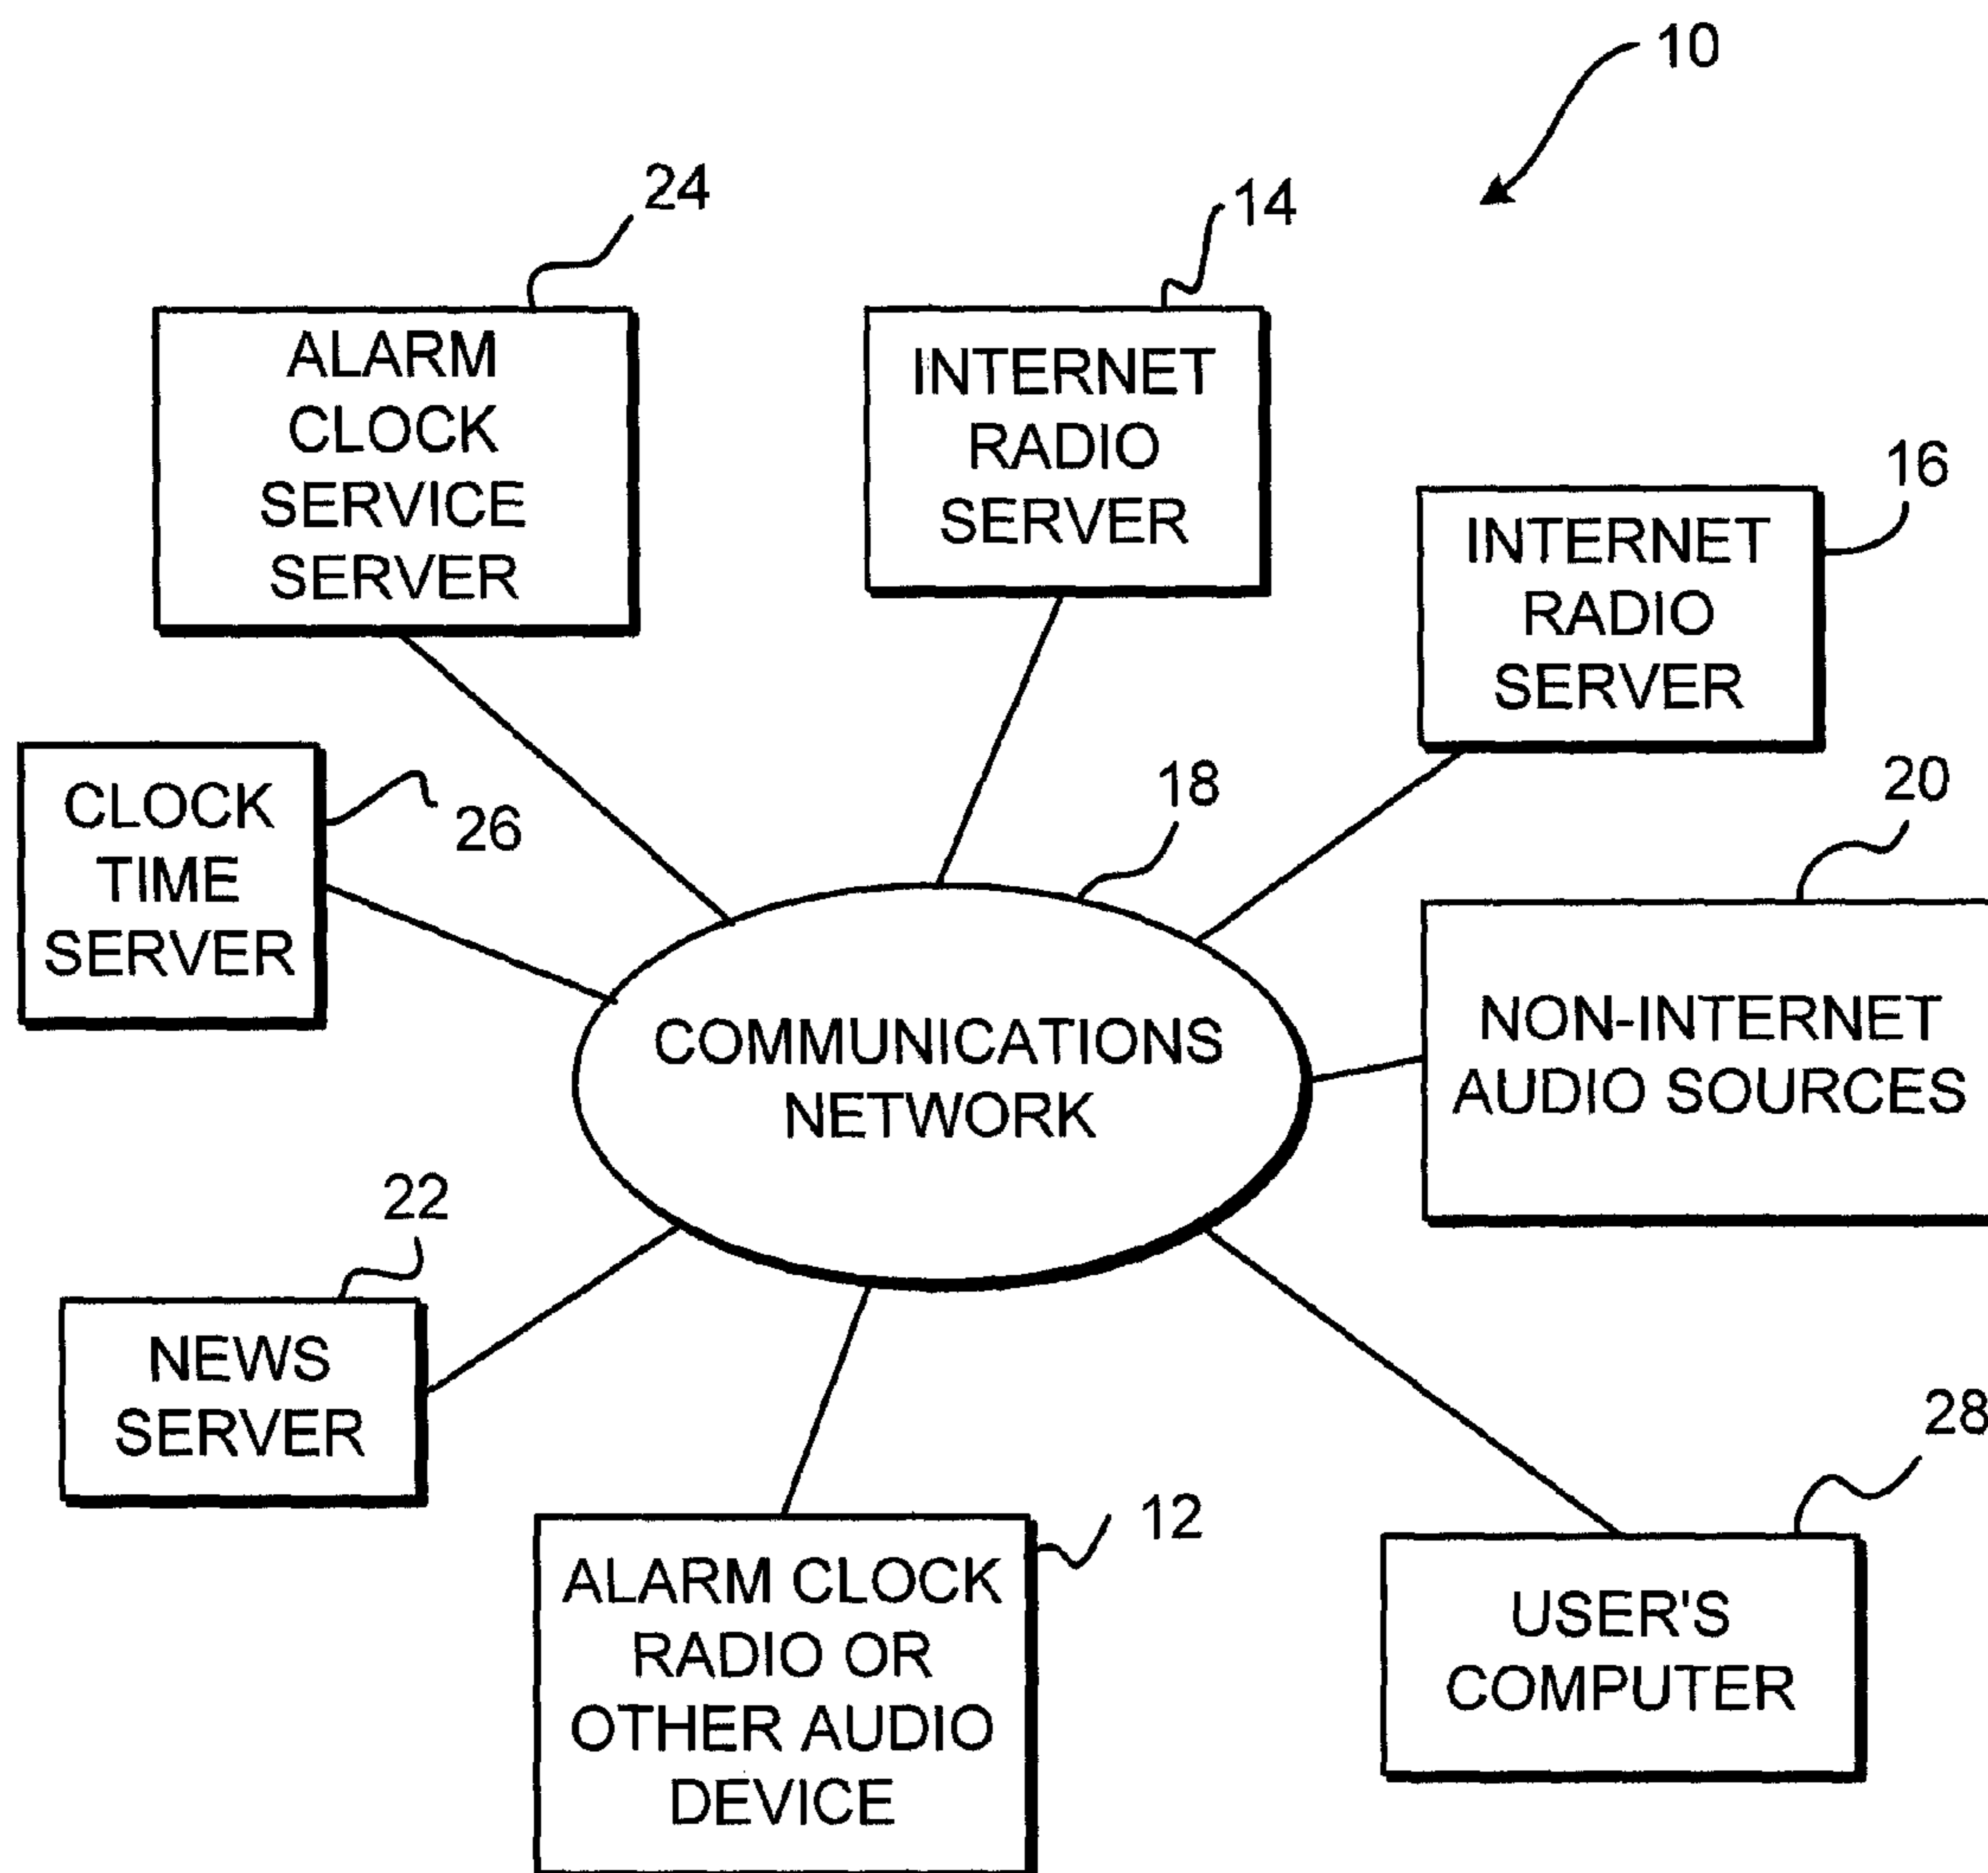 10
24
14
ALARM
CLOCK
SERVICE
SERVER
INTERNET
RADIO
SERVER
16
INTERNET
RADIO
SERVER
CLOCK
TIME
SERVER
26
18
20
COMMUNICATIONS
NETWORK
NON-INTERNET
AUDIO SOURCES
22
NEWS
SERVER
12
ALARM CLOCK
RADIO OR
OTHER AUDIO
DEVICE
28
USER'S
COMPUTER